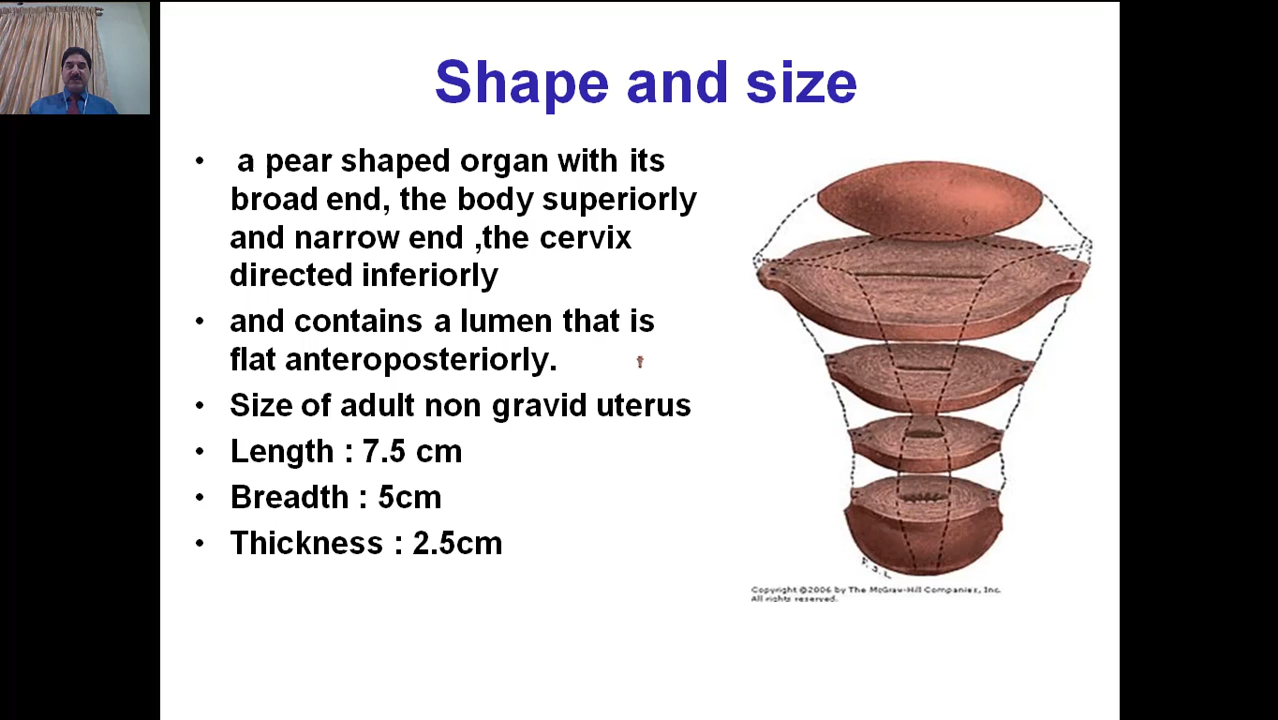 Shape and size
• a pear shaped organ with its
broad end, the body superiorly
and narrow end ,the cervix
directed inferiorly
• and contains a lumen that is
flat anteroposteriorly.
• Size of adult non gravid uterus
• Length : 7.5 cm
• Breadth : 5cm
• Thickness : 2.5cm
Copyright ©2006 by The McGraw-Hill Companies, Inc.
All rights reserved.